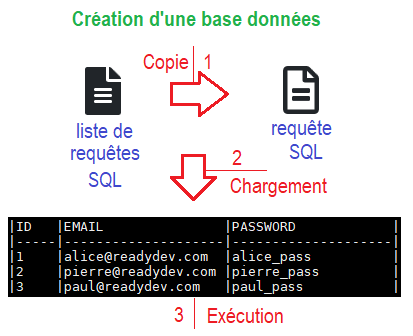 Création d'une base données
Copie 1
liste de
requêtes
SQL
requête
SQL
2
Chargement
|ID |EMAIL |PASSWORD |
|-----|--------------------|--------------------|
|1 |alice@readydev.com |alice_pass |
|2 |pierre@readydev.com |pierre_pass |
|3 |paul@readydev.com |paul_pass |
3 Exécution